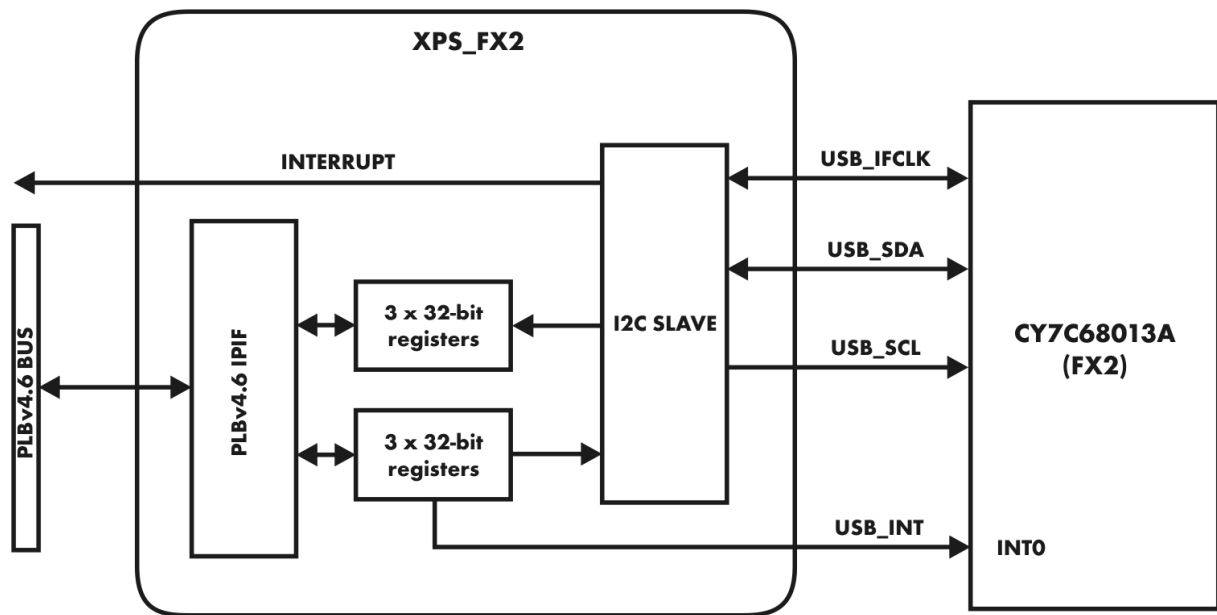 XPS_FX2
INTERRUPT
USB_IFCLK
USB_SDA
3 x 32-bit
registers
I2C SLAVE
USB_SCL
CY7C68013A
(FX2)
PLBv4.6 BUS
PLBv4.6 IPIF
3 x 32-bit
registers
USB_INT
INT0